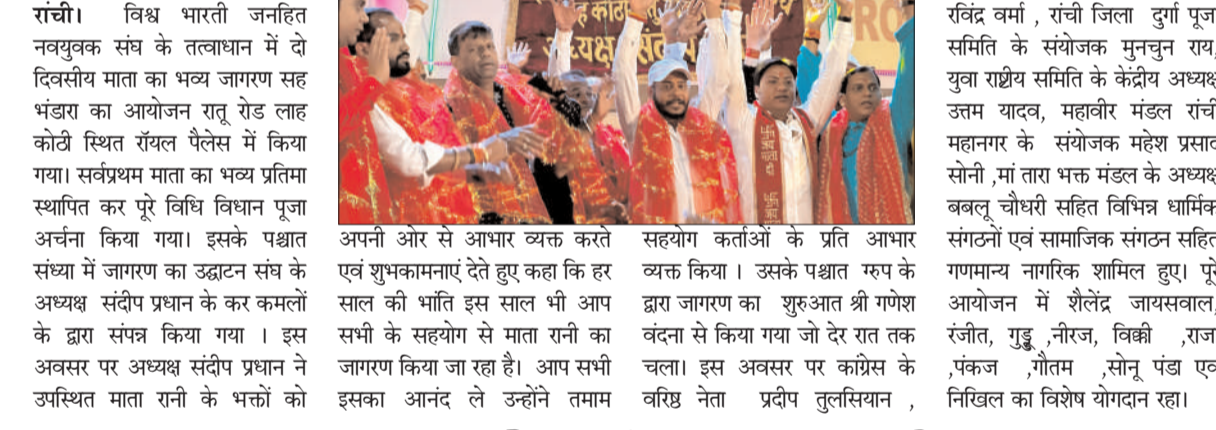 रांची। विश्व भारती जनहित
नवयुवक संघ के तत्वाधान में दो
दिवसीय माता का भव्य जागरण सह
भंडारा का आयोजन रातू रोड लाह
कोठी स्थित रॉयल पैलेस में किया
गया। सर्वप्रथम माता का भव्य प्रतिमा
स्थापित कर पूरे विधि विधान पूजा
अर्चना किया गया। इसके पश्चात
संध्या में जागरण का उद्घाटन संघ के
अध्यक्ष संदीप प्रधान के कर कमलों
के द्वारा संपन्न किया गया । इस
अवसर पर अध्यक्ष संदीप प्रधान ने
उपस्थित माता रानी के भक्तों को
अध्यक्ष
अपनी ओर से आभार व्यक्त करते
एवं शुभकामनाएं देते हुए कहा कि हर
साल की भांति इस साल भी आप
सभी के सहयोग से माता रानी का
जागरण किया जा रहा है। आप सभी
इसका आनंद ले उन्होंने तमाम
सहयोग कर्ताओं के प्रति आभार
व्यक्त किया । उसके पश्चात ग्रुप के
द्वारा जागरण का शुरुआत श्री गणेश
वंदना से किया गया जो देर रात तक
चला। इस अवसर पर कांग्रेस के
वरिष्ठ नेता प्रदीप तुलसियान ,
रविंद्र वर्मा , रांची जिला दुर्गा पूजा
समिति के संयोजक मुनचुन राय,
युवा राष्ट्रीय समिति के केंद्रीय अध्यक्ष
उत्तम यादव, महावीर मंडल रांची
महानगर के संयोजक महेश प्रसाद
सोनी ,मां तारा भक्त मंडल के अध्यक्ष
बबलू चौधरी सहित विभिन्न धार्मिक
संगठनों एवं सामाजिक संगठन सहित
गणमान्य नागरिक शामिल हुए। पूरे
आयोजन में शैलेंद्र जायसवाल,
रंजीत, गुड्डू ,नीरज, विक्की ,राज
,पंकज ,गौतम ,सोनू पंडा एवं
निखिल का विशेष योगदान रहा।